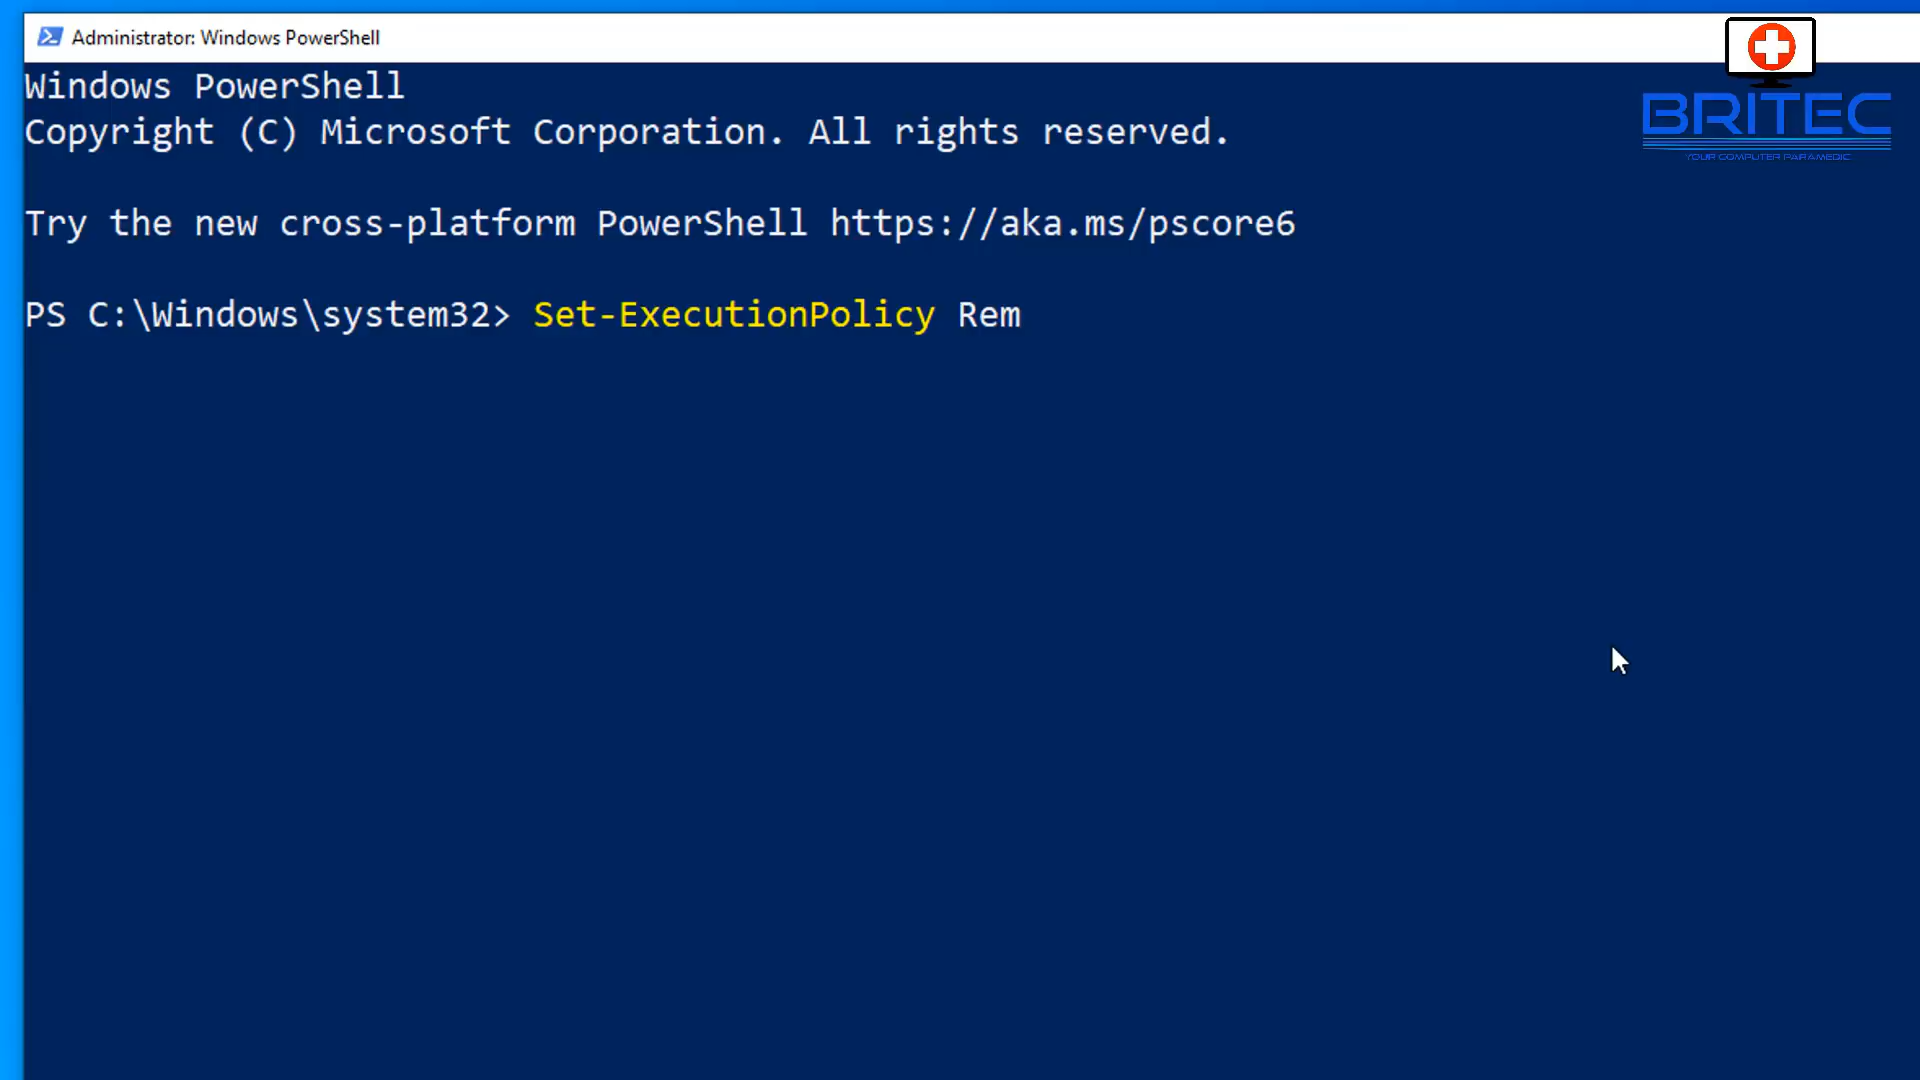 Administrator: Windows PowerShell
Windows PowerShell
Copyright (C) Microsoft Corporation. All rights reserved.
Try the new cross-platform PowerShell https://aka.ms/pscore6
PS C:\Windows\system32> Set-ExecutionPolicy Rem
BRITEC
YOUR COMPUTER PARAMEDIC